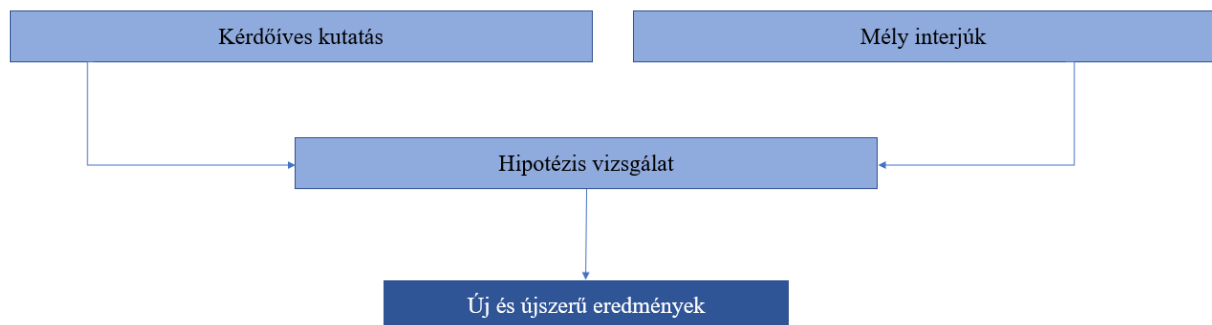 Kérdőíves kutatás
Mély interjúk
Hipotézis vizsgálat
Új és újszerű eredmények